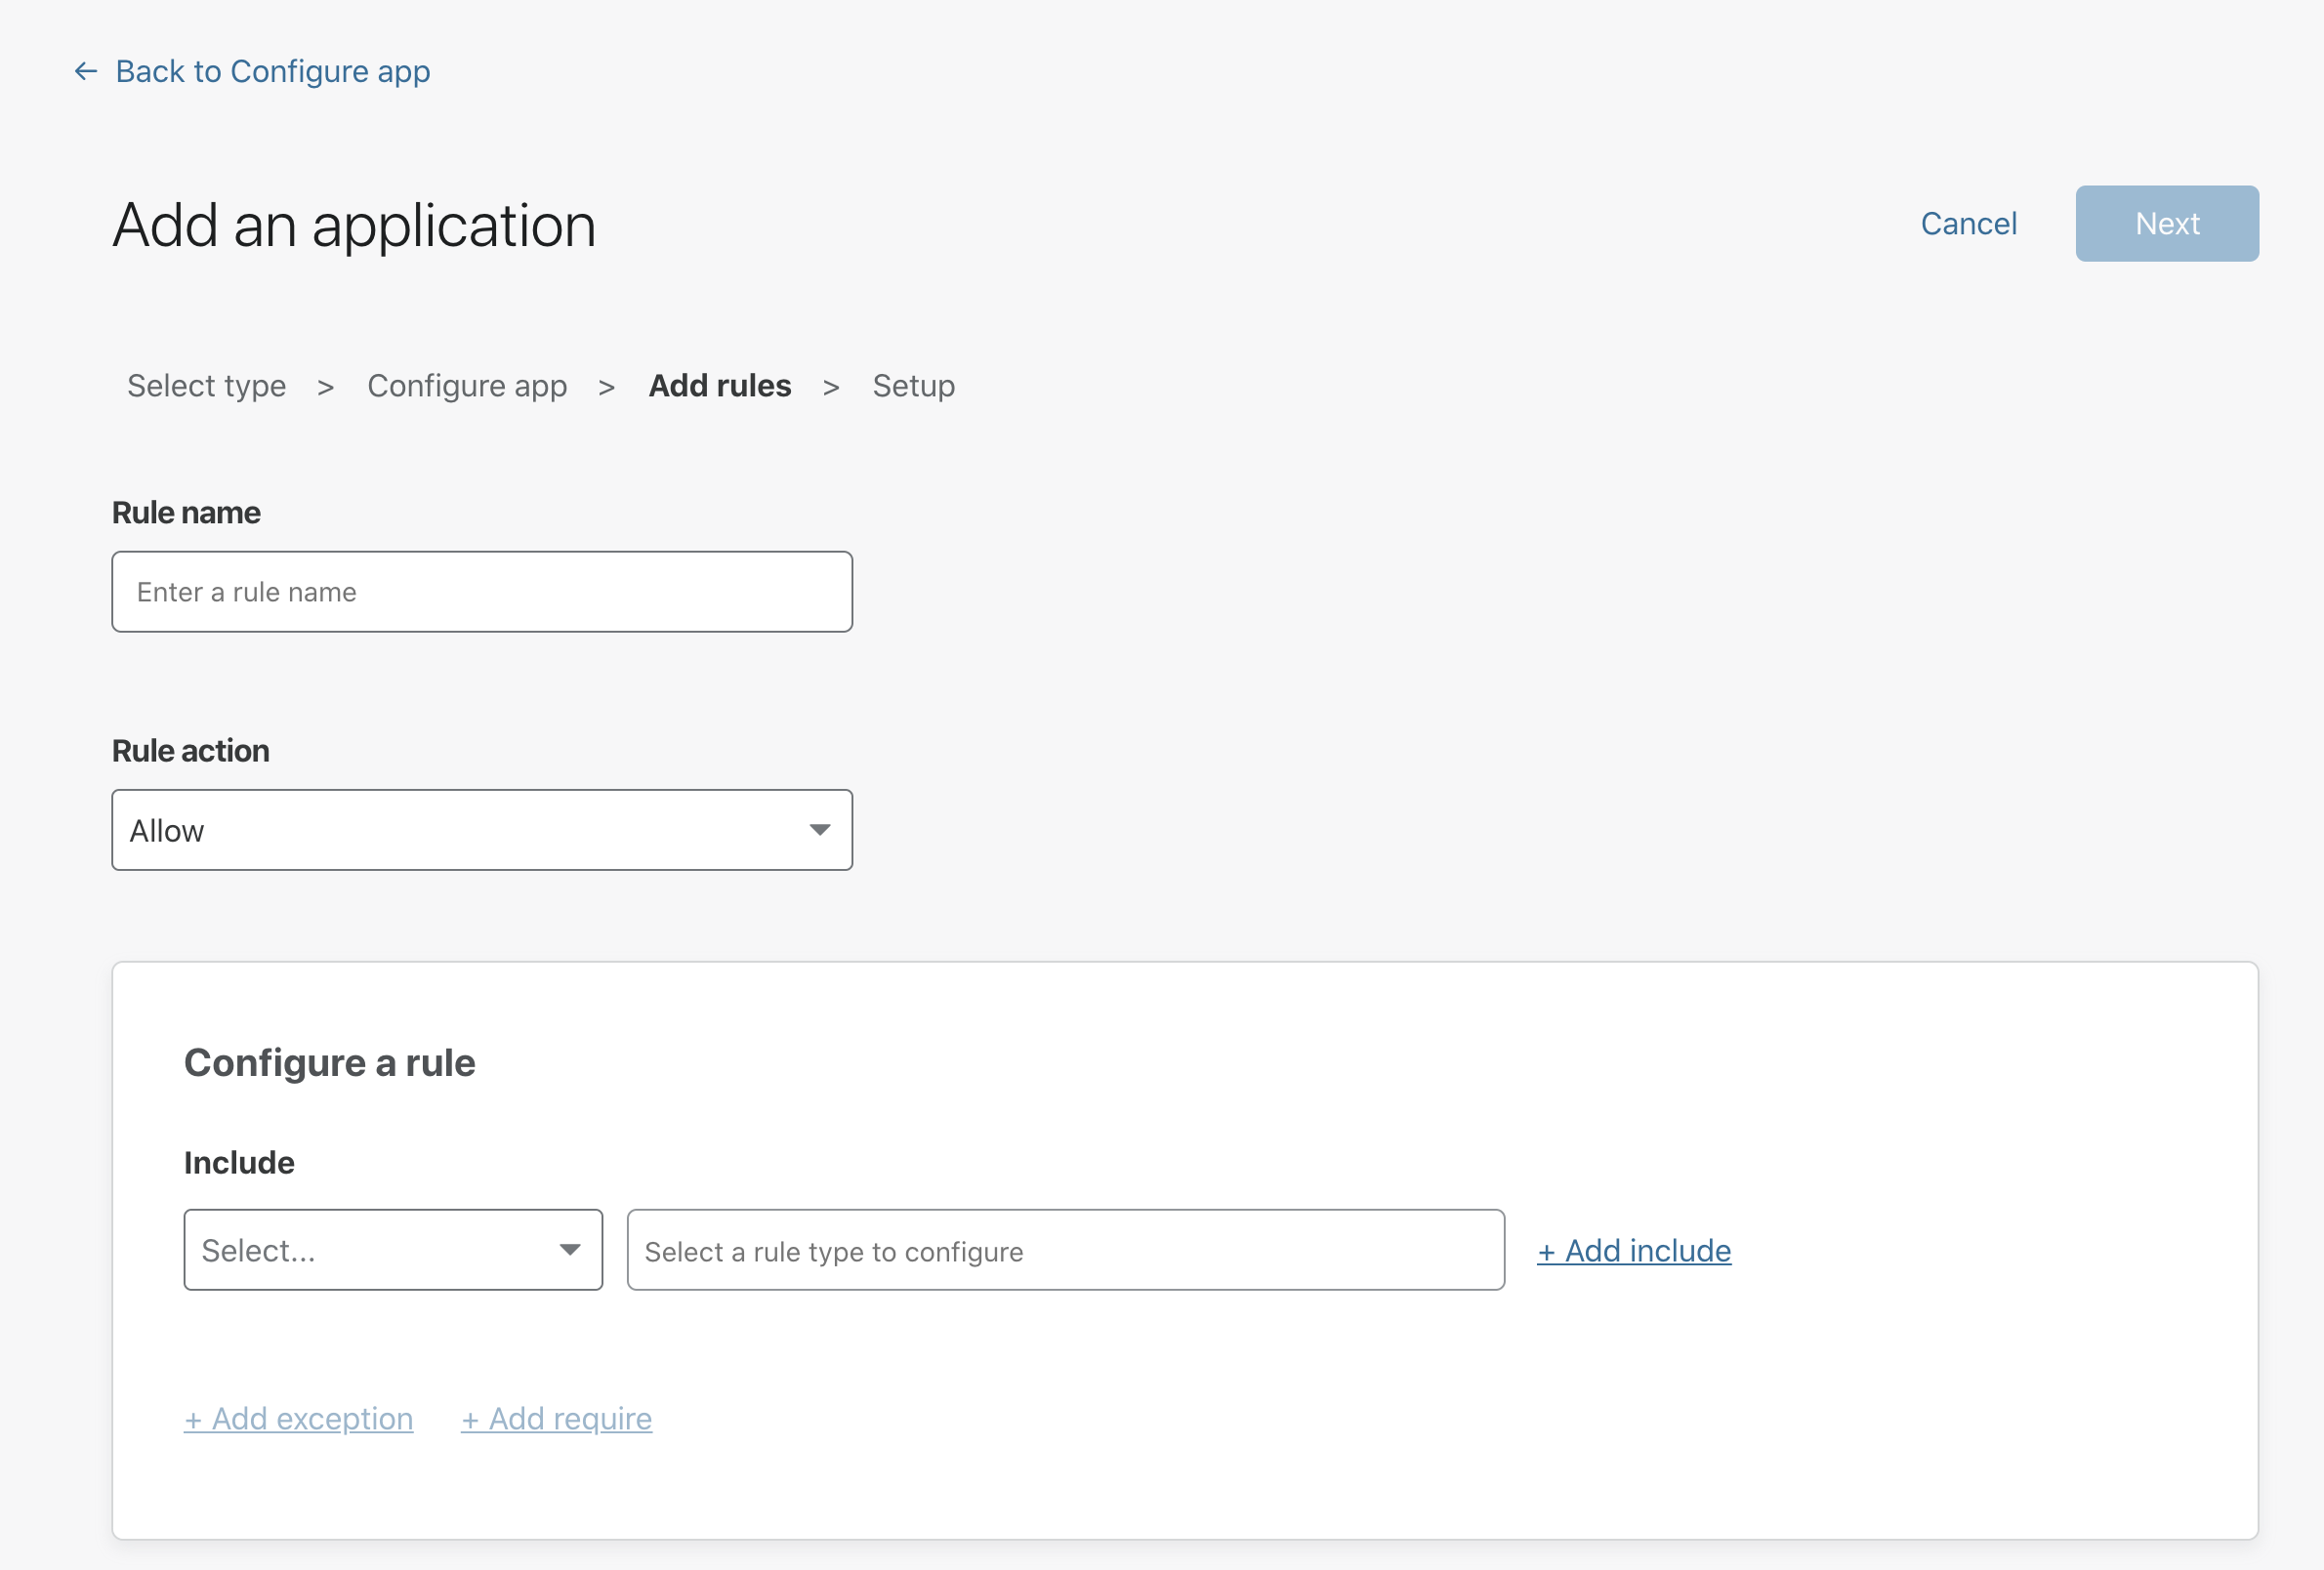 ← Back to Configure app
Add an application
Cancel
Next
Select type > Configure app > Add rules > Setup
Rule name
Enter a rule name
Rule action
Allow
Configure a rule
Include
Select...
Select a rule type to configure
+ Add include
+ Add exception
+ Add require